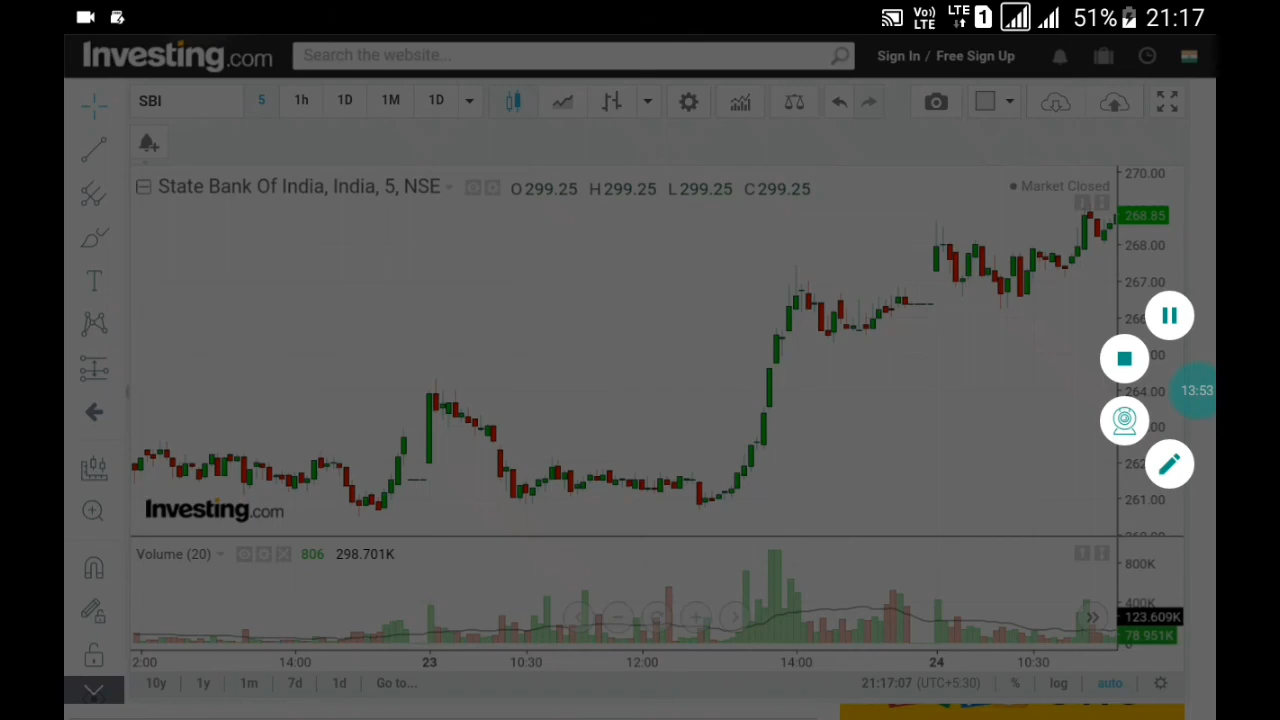 Vo)) LTE LTE 1 51% 21:17
Investing.com Search the website... Sign In / Free Sign Up
SBI 5 1h 1D 1M 1D
State Bank Of India, India, 5, NSE O 299.25 H 299.25 L 299.25 C 299.25 Market Closed
270.00
268.85
268.00
267.00
13:53
264.00
261.00
Investing.com
Volume (20) 806 298.701K
800K
400K
123.609K
78.951K
2:00 14:00 23 10:30 12:00 14:00 24 10:30
10y 1y 1m 7d 1d Go to... 21:17:07 (UTC+5:30) % log auto